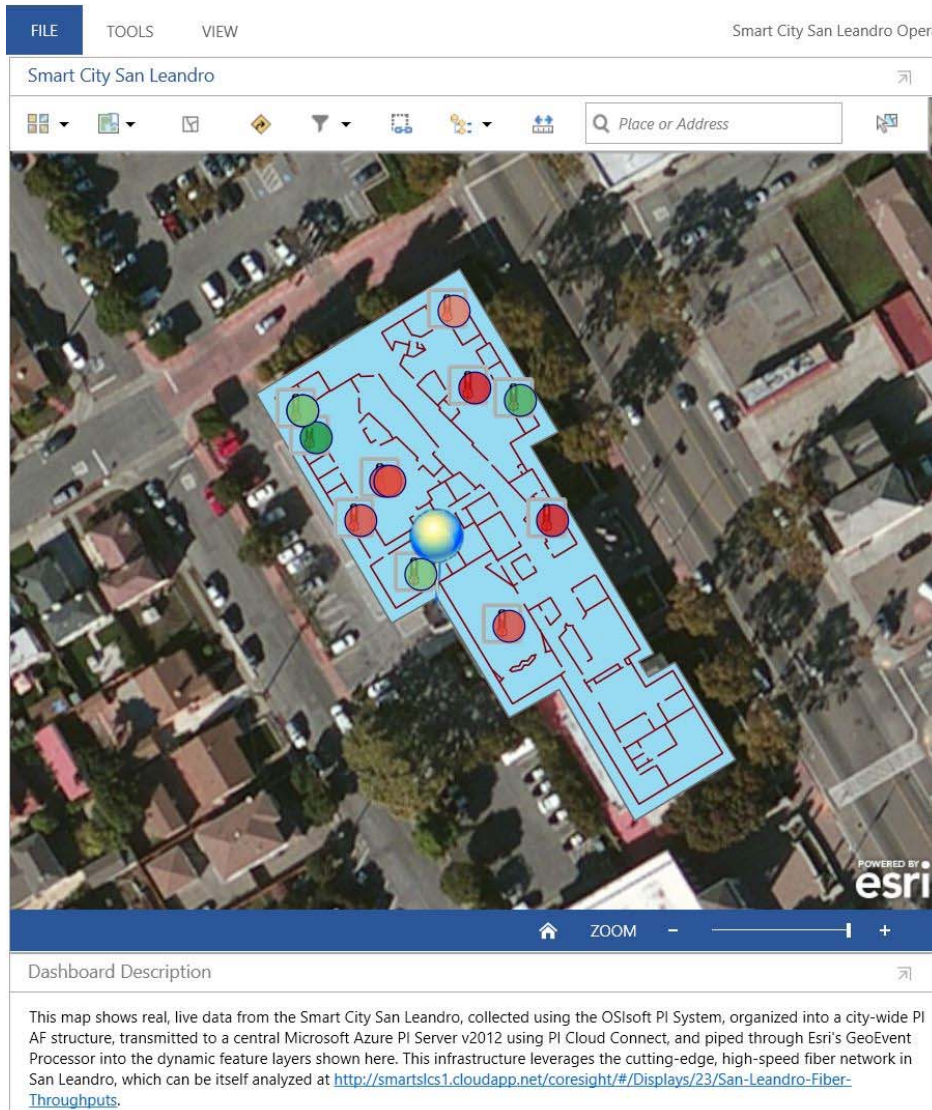 FILE TOOLS VIEW Smart City San Leandro Oper
Smart City San Leandro
Place or Address
POWERED BY
esri
ZOOM - +
Dashboard Description
This map shows real, live data from the Smart City San Leandro, collected using the OSIsoft PI System, organized into a city-wide PI
AF structure, transmitted to a central Microsoft Azure PI Server v2012 using PI Cloud Connect, and piped through Esri's GeoEvent
Processor into the dynamic feature layers shown here. This infrastructure leverages the cutting-edge, high-speed fiber network in
San Leandro, which can be itself analyzed at http://smartslcs1.cloudapp.net/coresight/#/Displays/23/San-Leandro-Fiber-
Throughputs.